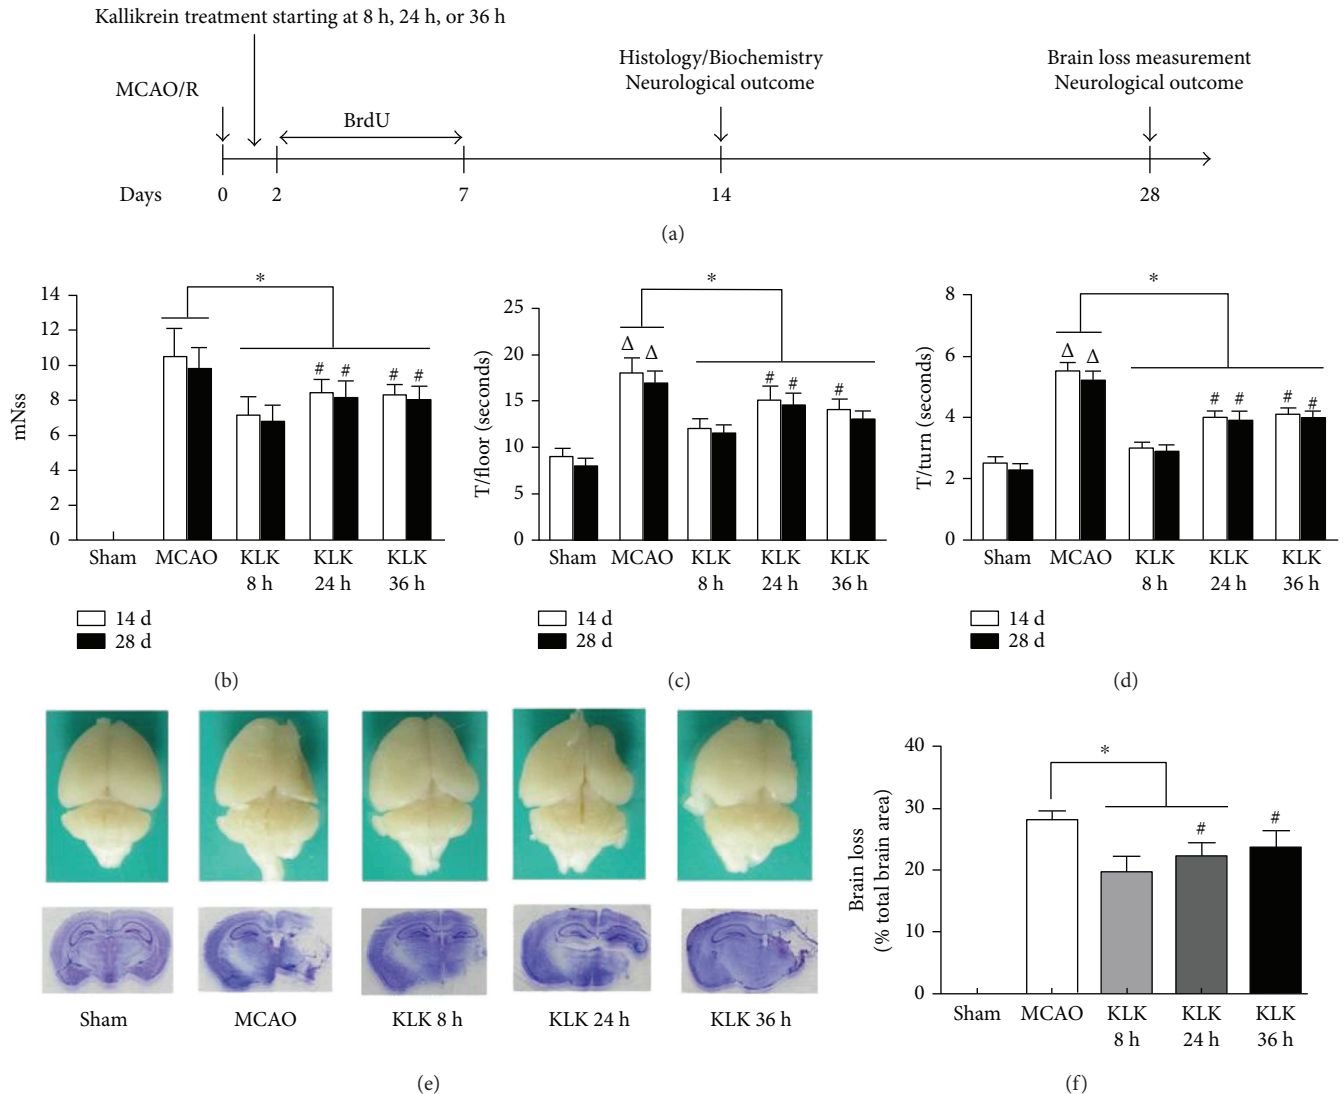 Kallikrein treatment starting at 8 h, 24 h, or 36 h
MCAO/R
BrdU
Histology/Biochemistry
Neurological outcome
Brain loss measurement
Neurological outcome
Days 0 2 7 14 28
(a)
mNss
14
12
10
8
6
4
2
0
*
# # # #
Sham MCAO KLK 8 h KLK 24 h KLK 36 h
14 d
28 d
(b)
T/floor (seconds)
25
20
15
10
5
0
*
Δ Δ # # #
Sham MCAO KLK 8 h KLK 24 h KLK 36 h
14 d
28 d
(c)
T/turn (seconds)
8
6
4
2
0
*
Δ Δ # # # #
Sham MCAO KLK 8 h KLK 24 h KLK 36 h
14 d
28 d
(d)
Sham MCAO KLK 8 h KLK 24 h KLK 36 h
(e)
Brain loss
(% total brain area)
40
30
20
10
0
*
# #
Sham MCAO KLK 8 h KLK 24 h KLK 36 h
(f)